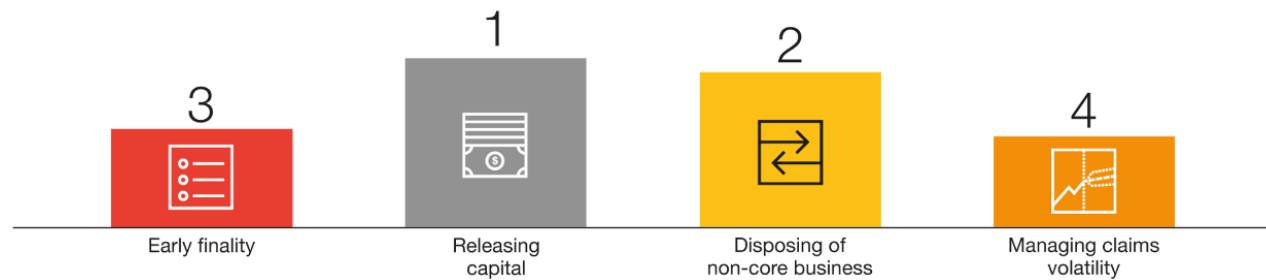 1
2
3
4
$
Early finality
Releasing
capital
Disposing of
non-core business
Managing claims
volatility